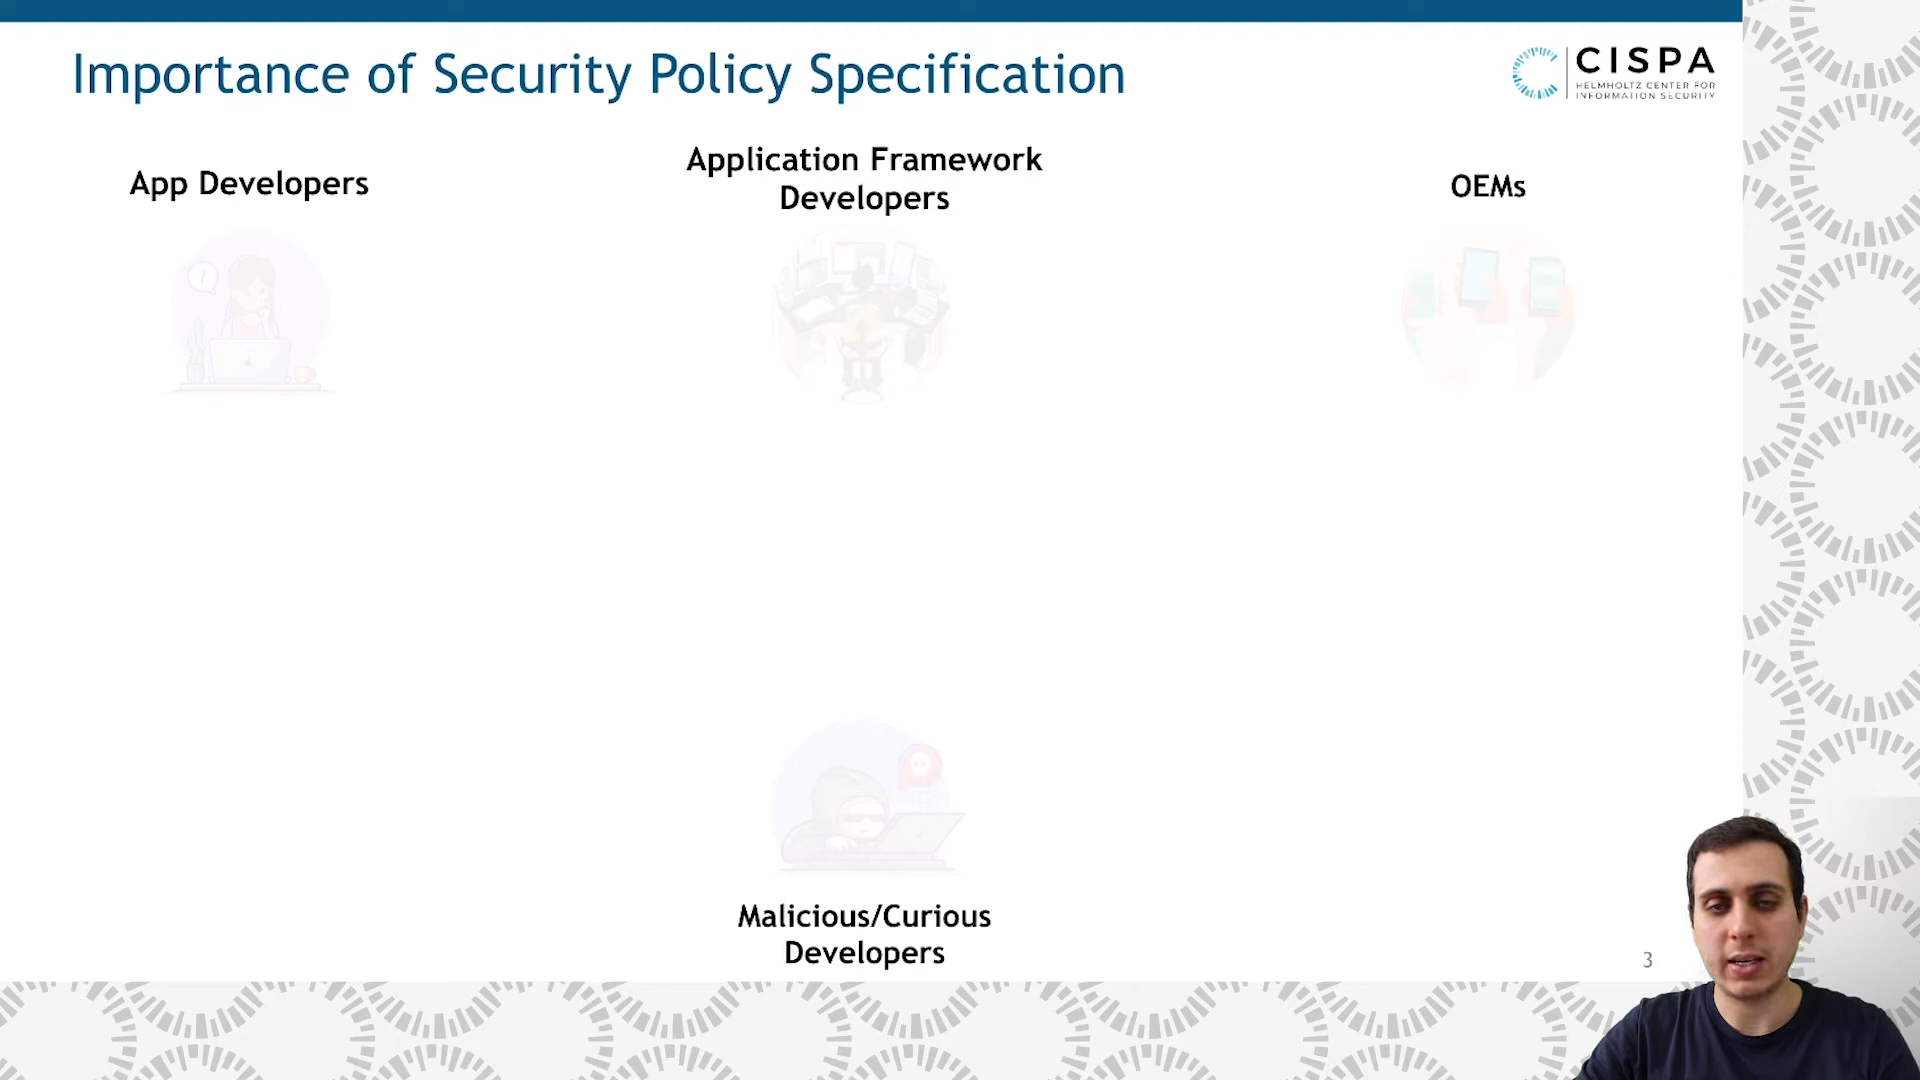 Importance of Security Policy Specification
CISPA
HELMHOLTZ CENTER FOR
INFORMATION SECURITY
App Developers
Application Framework
Developers
OEMs
?
Malicious/Curious
Developers
3